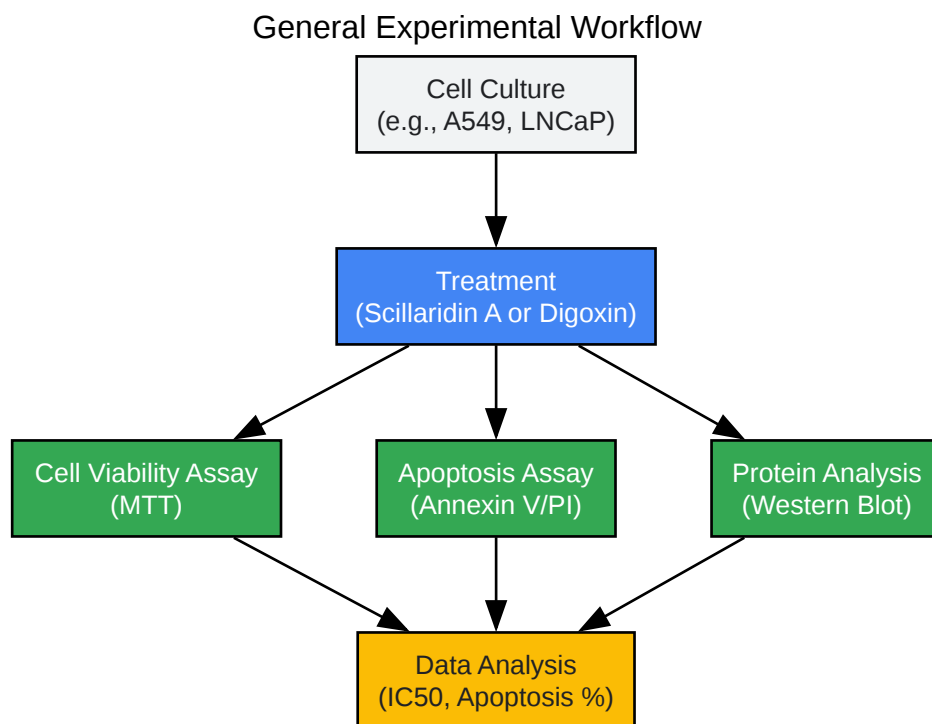 General Experimental Workflow
Cell Culture
(e.g., A549, LNCaP)
Treatment
(Scillaridin A or Digoxin)
Cell Viability Assay
(MTT)
Apoptosis Assay
(Annexin V/PI)
Protein Analysis
(Western Blot)
Data Analysis
(IC50, Apoptosis %)